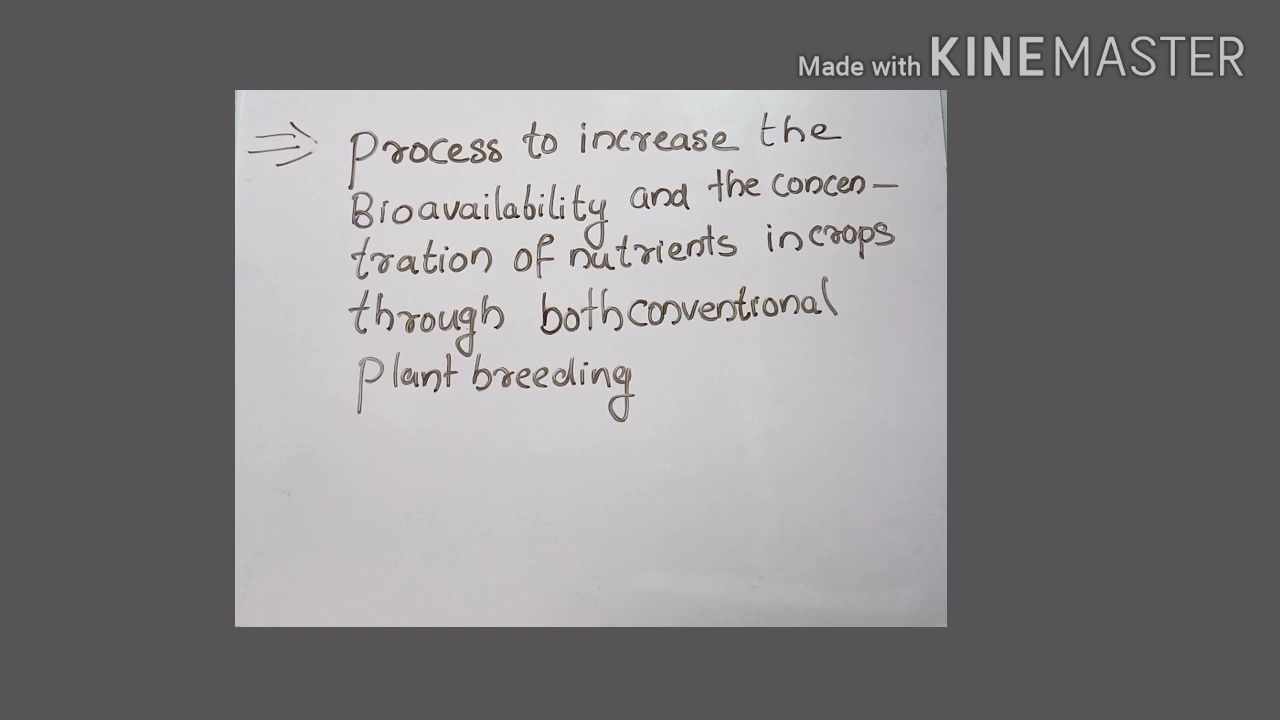 Made with KINEMASTER
⇒ Process to increase the
Bioavailability and the concen-
tration of nutrients in crops
through both conventional
Plant breeding